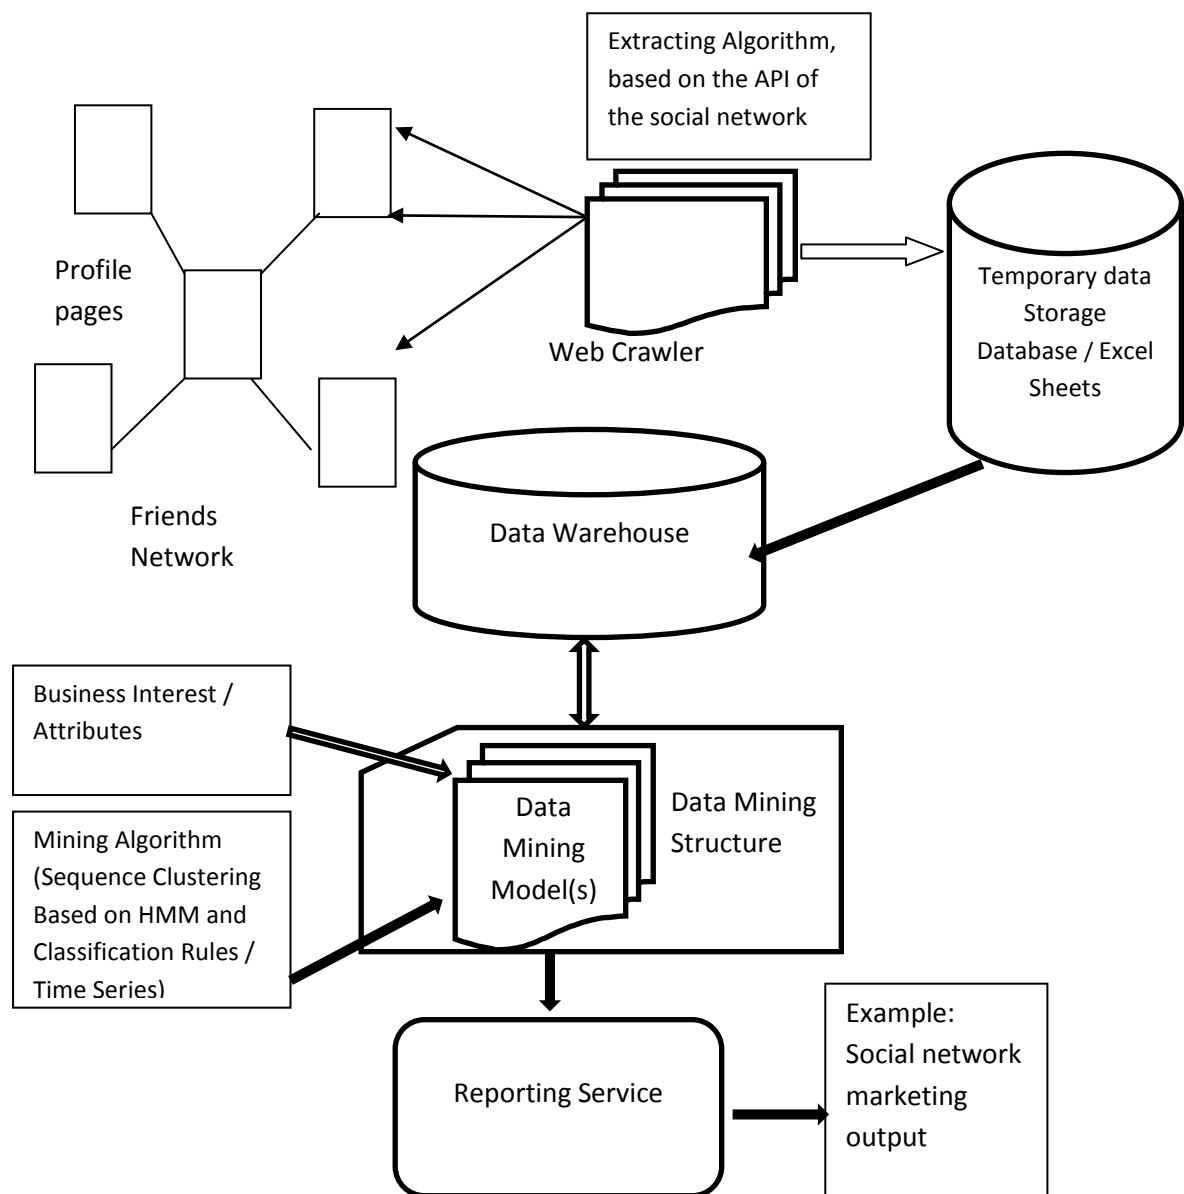 Extracting Algorithm,
based on the API of
the social network
Profile
pages
Web Crawler
Temporary data
Storage
Database / Excel
Sheets
Friends
Network
Data Warehouse
Business Interest /
Attributes
Data
Mining
Model(s)
Data Mining
Structure
Mining Algorithm
(Sequence Clustering
Based on HMM and
Classification Rules /
Time Series)
Reporting Service
Example:
Social network
marketing
output